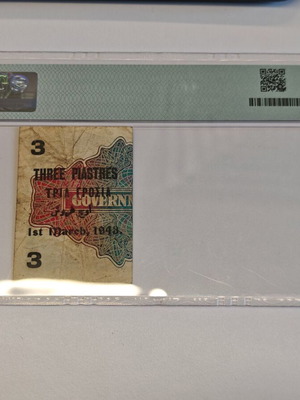 3
THREE PIASTRES
ΤΡΙΑ ΓΡΟΣΙΑ
GOVERN
1st March, 1943.
3